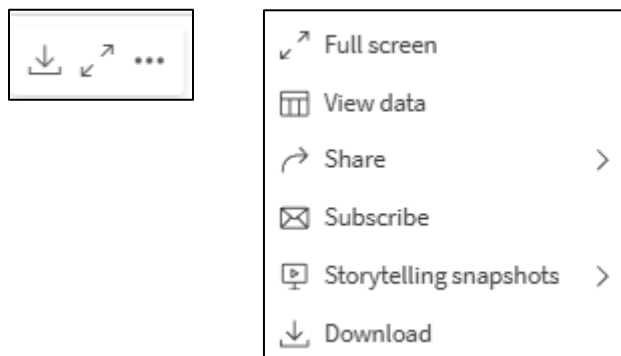 Full screen
View data
Share
Subscribe
Storytelling snapshots
Download